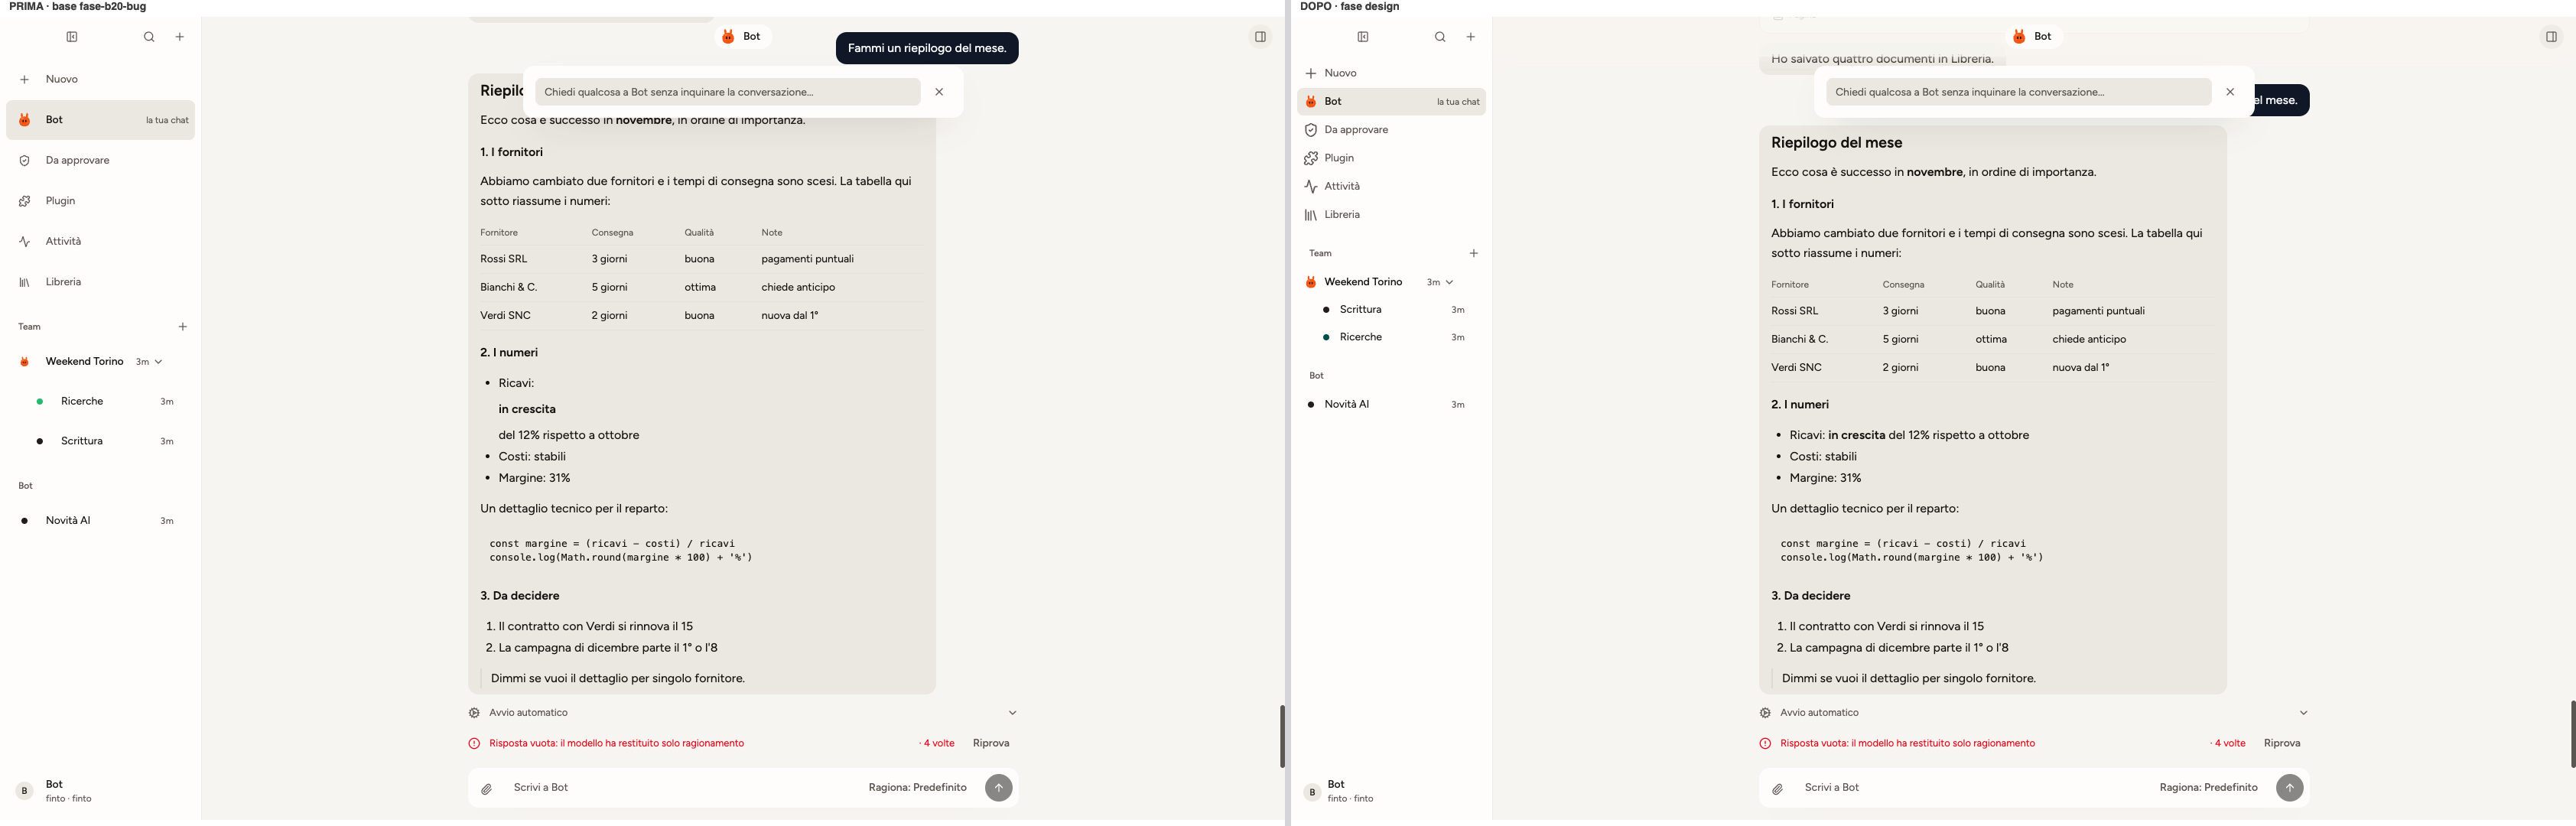 PRIMA · base fase-b20-bug
Nuovo
Bot la tua chat
Da approvare
Plugin
Attività
Libreria
Team
Weekend Torino 3m
Ricerche 3m
Scrittura 3m
Bot
Novità AI 3m
B Bot
finto · finto
Bot
Fammi un riepilogo del mese.
Chiedi qualcosa a Bot senza inquinare la conversazione...
Riepilo
Ecco cosa è successo in novembre, in ordine di importanza.
1. I fornitori
Abbiamo cambiato due fornitori e i tempi di consegna sono scesi. La tabella qui
sotto riassume i numeri:
Fornitore Consegna Qualità Note
Rossi SRL 3 giorni buona pagamenti puntuali
Bianchi & C. 5 giorni ottima chiede anticipo
Verdi SNC 2 giorni buona nuova dal 1°
2. I numeri
• Ricavi:
in crescita
del 12% rispetto a ottobre
• Costi: stabili
• Margine: 31%
Un dettaglio tecnico per il reparto:
const margine = (ricavi − costi) / ricavi
console.log(Math.round(margine * 100) + '%')
3. Da decidere
1. Il contratto con Verdi si rinnova il 15
2. La campagna di dicembre parte il 1° o l'8
Dimmi se vuoi il dettaglio per singolo fornitore.
Avvio automatico
Risposta vuota: il modello ha restituito solo ragionamento · 4 volte Riprova
Scrivi a Bot Ragiona: Predefinito
DOPO · fase design
Nuovo
Bot la tua chat
Da approvare
Plugin
Attività
Libreria
Team
Weekend Torino 3m
Scrittura 3m
Ricerche 3m
Bot
Novità AI 3m
B Bot
finto · finto
Bot
Ho salvato quattro documenti in Libreria.
Chiedi qualcosa a Bot senza inquinare la conversazione...
el mese.
Riepilogo del mese
Ecco cosa è successo in novembre, in ordine di importanza.
1. I fornitori
Abbiamo cambiato due fornitori e i tempi di consegna sono scesi. La tabella qui
sotto riassume i numeri:
Fornitore Consegna Qualità Note
Rossi SRL 3 giorni buona pagamenti puntuali
Bianchi & C. 5 giorni ottima chiede anticipo
Verdi SNC 2 giorni buona nuova dal 1°
2. I numeri
• Ricavi: in crescita del 12% rispetto a ottobre
• Costi: stabili
• Margine: 31%
Un dettaglio tecnico per il reparto:
const margine = (ricavi − costi) / ricavi
console.log(Math.round(margine * 100) + '%')
3. Da decidere
1. Il contratto con Verdi si rinnova il 15
2. La campagna di dicembre parte il 1° o l'8
Dimmi se vuoi il dettaglio per singolo fornitore.
Avvio automatico
Risposta vuota: il modello ha restituito solo ragionamento · 4 volte Riprova
Scrivi a Bot Ragiona: Predefinito